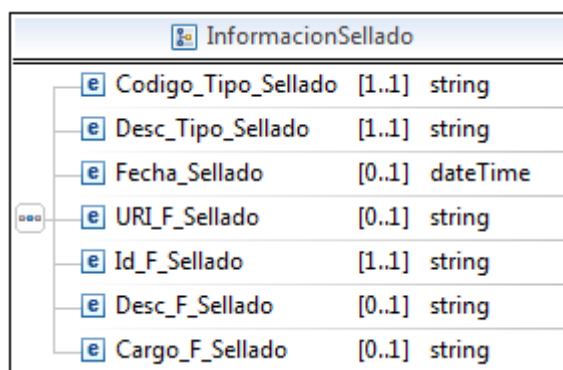 InformacionSellado
e Codigo_Tipo_Sellado [1..1] string
e Desc_Tipo_Sellado [1..1] string
e Fecha_Sellado [0..1] dateTime
e URI_F_Sellado [0..1] string
e Id_F_Sellado [1..1] string
e Desc_F_Sellado [0..1] string
e Cargo_F_Sellado [0..1] string